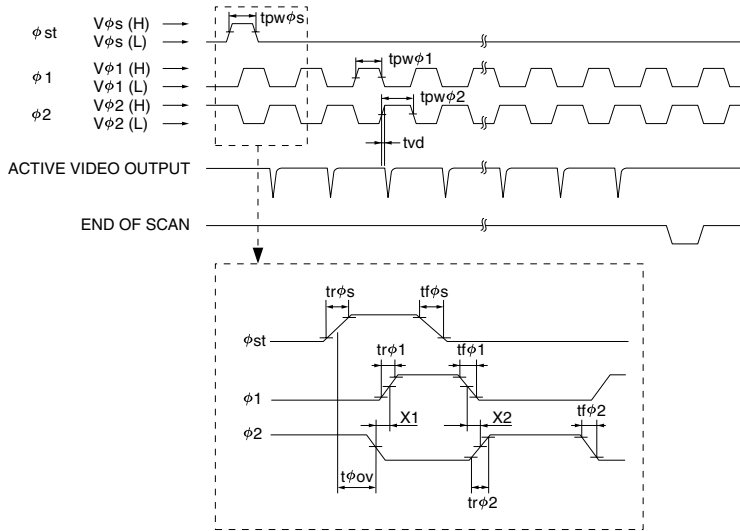 tpwφs
φst
Vφs (H)
Vφs (L)
tpwφ1
φ1
Vφ1 (H)
Vφ1 (L)
φ2
Vφ2 (H)
Vφ2 (L)
tpwφ2
tvd
ACTIVE VIDEO OUTPUT
END OF SCAN
trφs
tfφs
φst
trφ1
tfφ1
φ1
X1
X2
tfφ2
φ2
tφov
trφ2